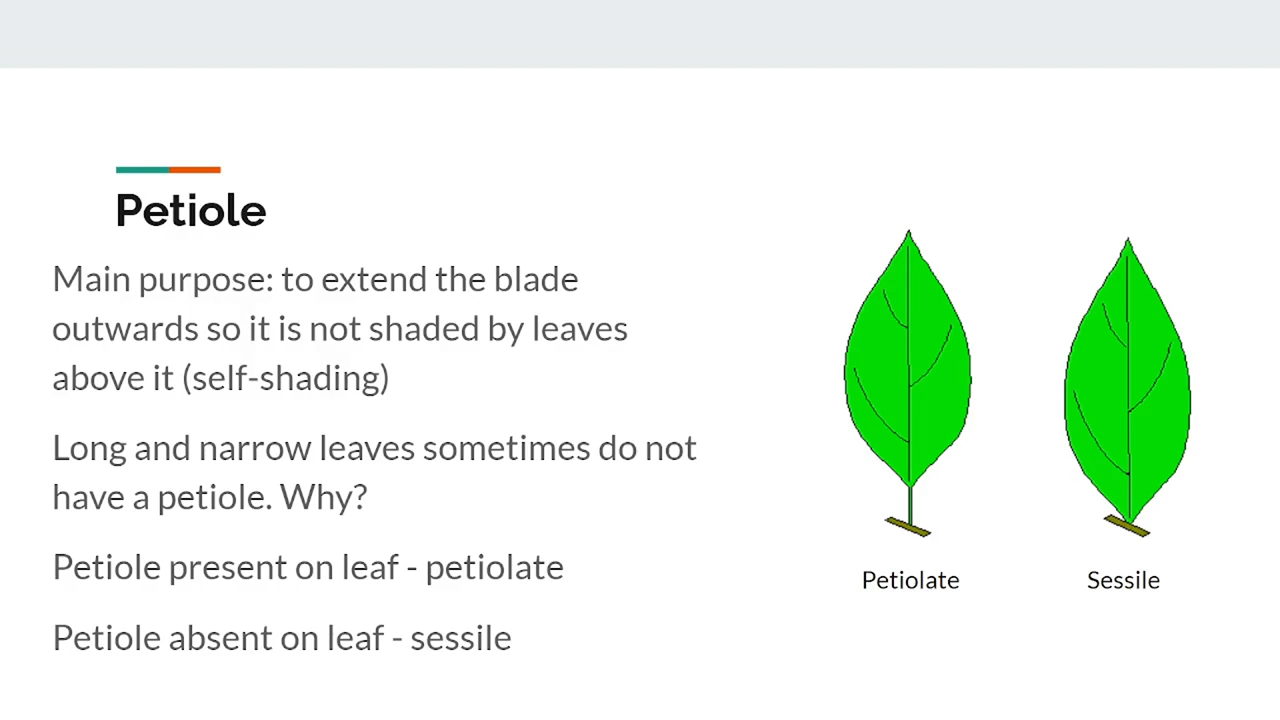 Petiole
Main purpose: to extend the blade
outwards so it is not shaded by leaves
above it (self-shading)
Long and narrow leaves sometimes do not
have a petiole. Why?
Petiole present on leaf - petiolate
Petiole absent on leaf - sessile
Petiolate
Sessile